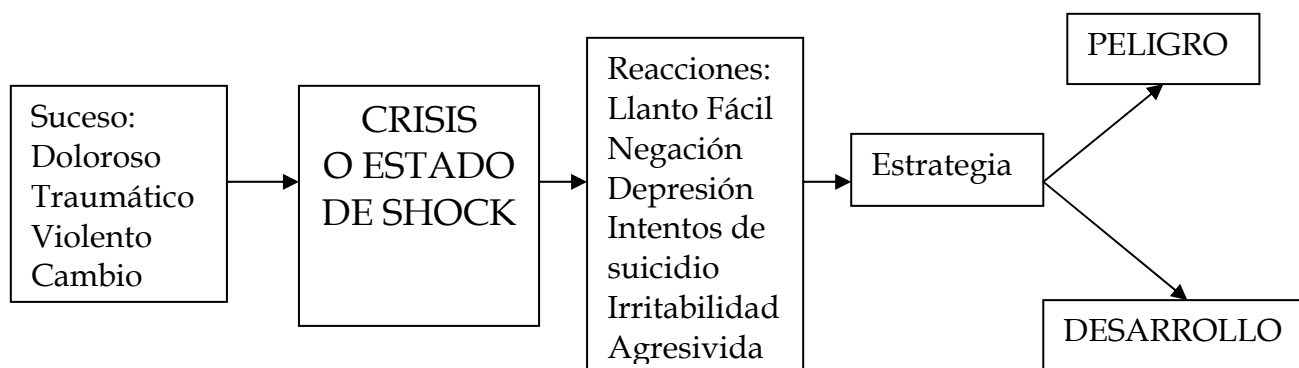 Suceso:
Doloroso
Traumático
Violento
Cambio
CRISIS
O ESTADO
DE SHOCK
Reacciones:
Llanto Fácil
Negación
Depresión
Intentos de
suicidio
Irritabilidad
Agresivida
Estrategia
PELIGRO
DESARROLLO